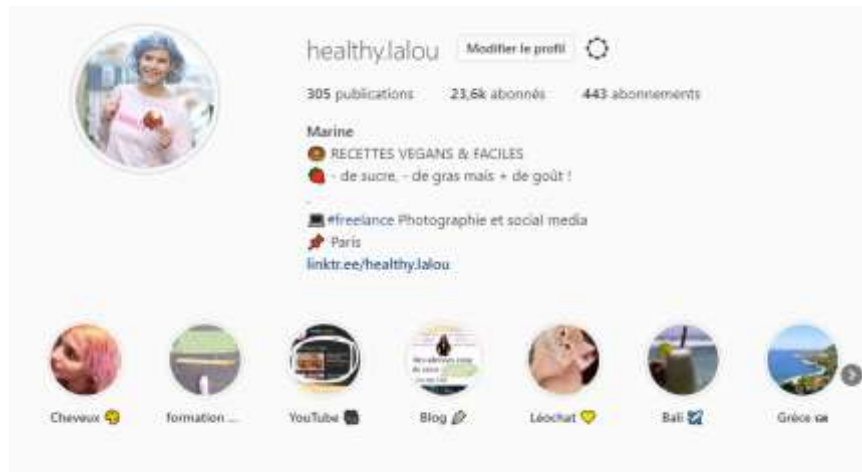 healthy.lalou Modifier le profil
305 publications 23,6k abonnés 443 abonnements
Marine
🍩 RECETTES VEGANS & FACILES
🍓 - de sucre, - de gras mais + de goût !
.
💻 #freelance Photographie et social media
📌 Paris
linktr.ee/healthy.lalou
Cheveux formation ... YouTube Blog Léochat 💛 Bali Grèce